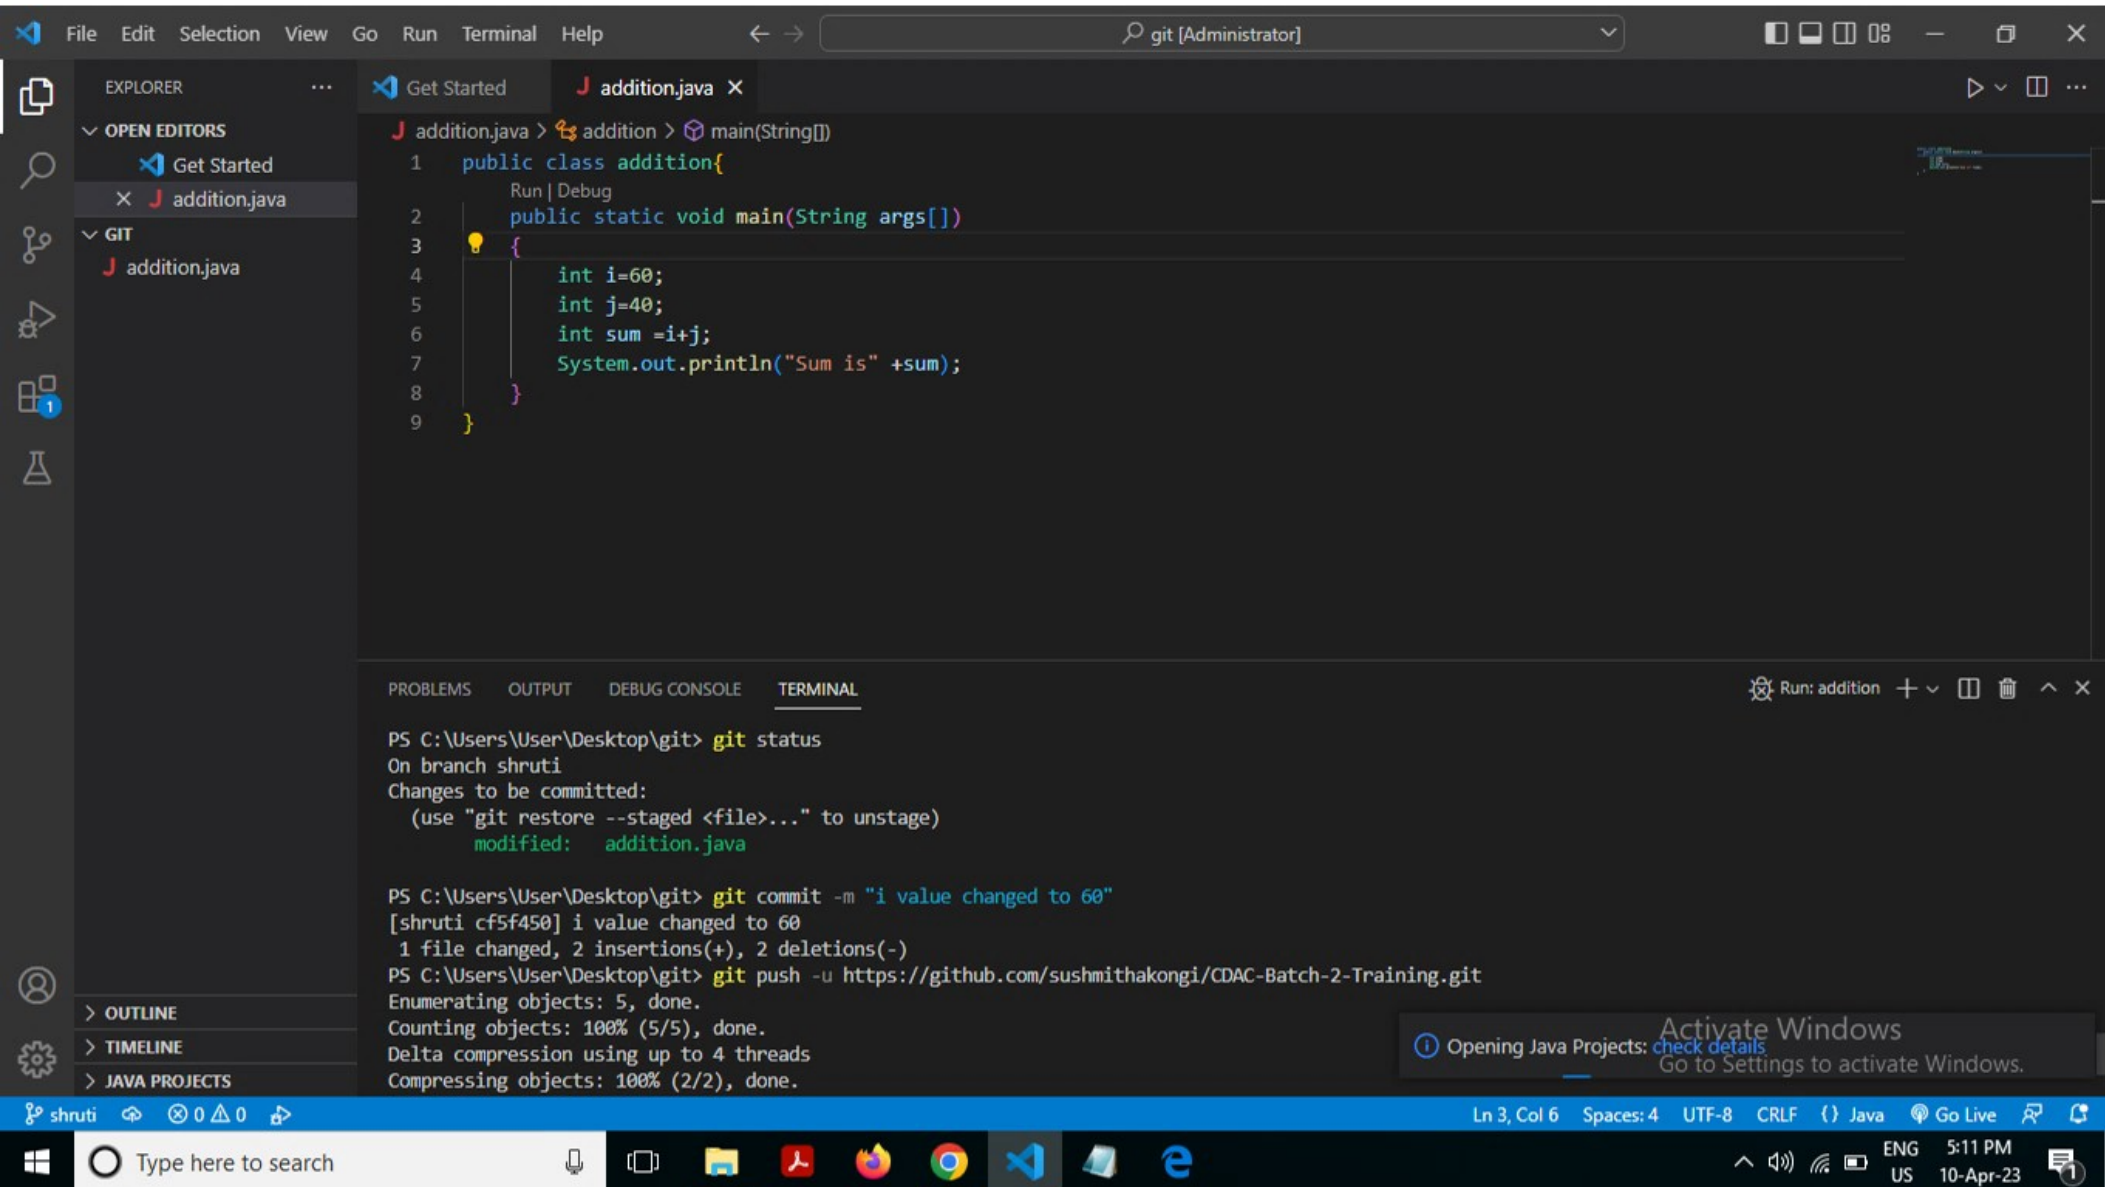 File Edit Selection View Go Run Terminal Help
git [Administrator]
EXPLORER
OPEN EDITORS
Get Started
addition.java
GIT
addition.java
Get Started
addition.java
addition.java > addition > main(String[])
1 public class addition{
Run | Debug
2 public static void main(String args[])
3 {
4 int i=60;
5 int j=40;
6 int sum =i+j;
7 System.out.println("Sum is" +sum);
8 }
9 }
1
PROBLEMS OUTPUT DEBUG CONSOLE TERMINAL
Run: addition
PS C:\Users\User\Desktop\git> git status
On branch shruti
Changes to be committed:
(use "git restore --staged <file>..." to unstage)
modified: addition.java
PS C:\Users\User\Desktop\git> git commit -m "i value changed to 60"
[shruti cf5f450] i value changed to 60
1 file changed, 2 insertions(+), 2 deletions(-)
PS C:\Users\User\Desktop\git> git push -u https://github.com/sushmithakongi/CDAC-Batch-2-Training.git
Enumerating objects: 5, done.
Counting objects: 100% (5/5), done.
Delta compression using up to 4 threads
Compressing objects: 100% (2/2), done.
OUTLINE
TIMELINE
JAVA PROJECTS
Opening Java Projects: check details
Activate Windows
Go to Settings to activate Windows.
shruti 0 0
Ln 3, Col 6 Spaces: 4 UTF-8 CRLF {} Java Go Live
Type here to search
ENG
US
5:11 PM
10-Apr-23
1